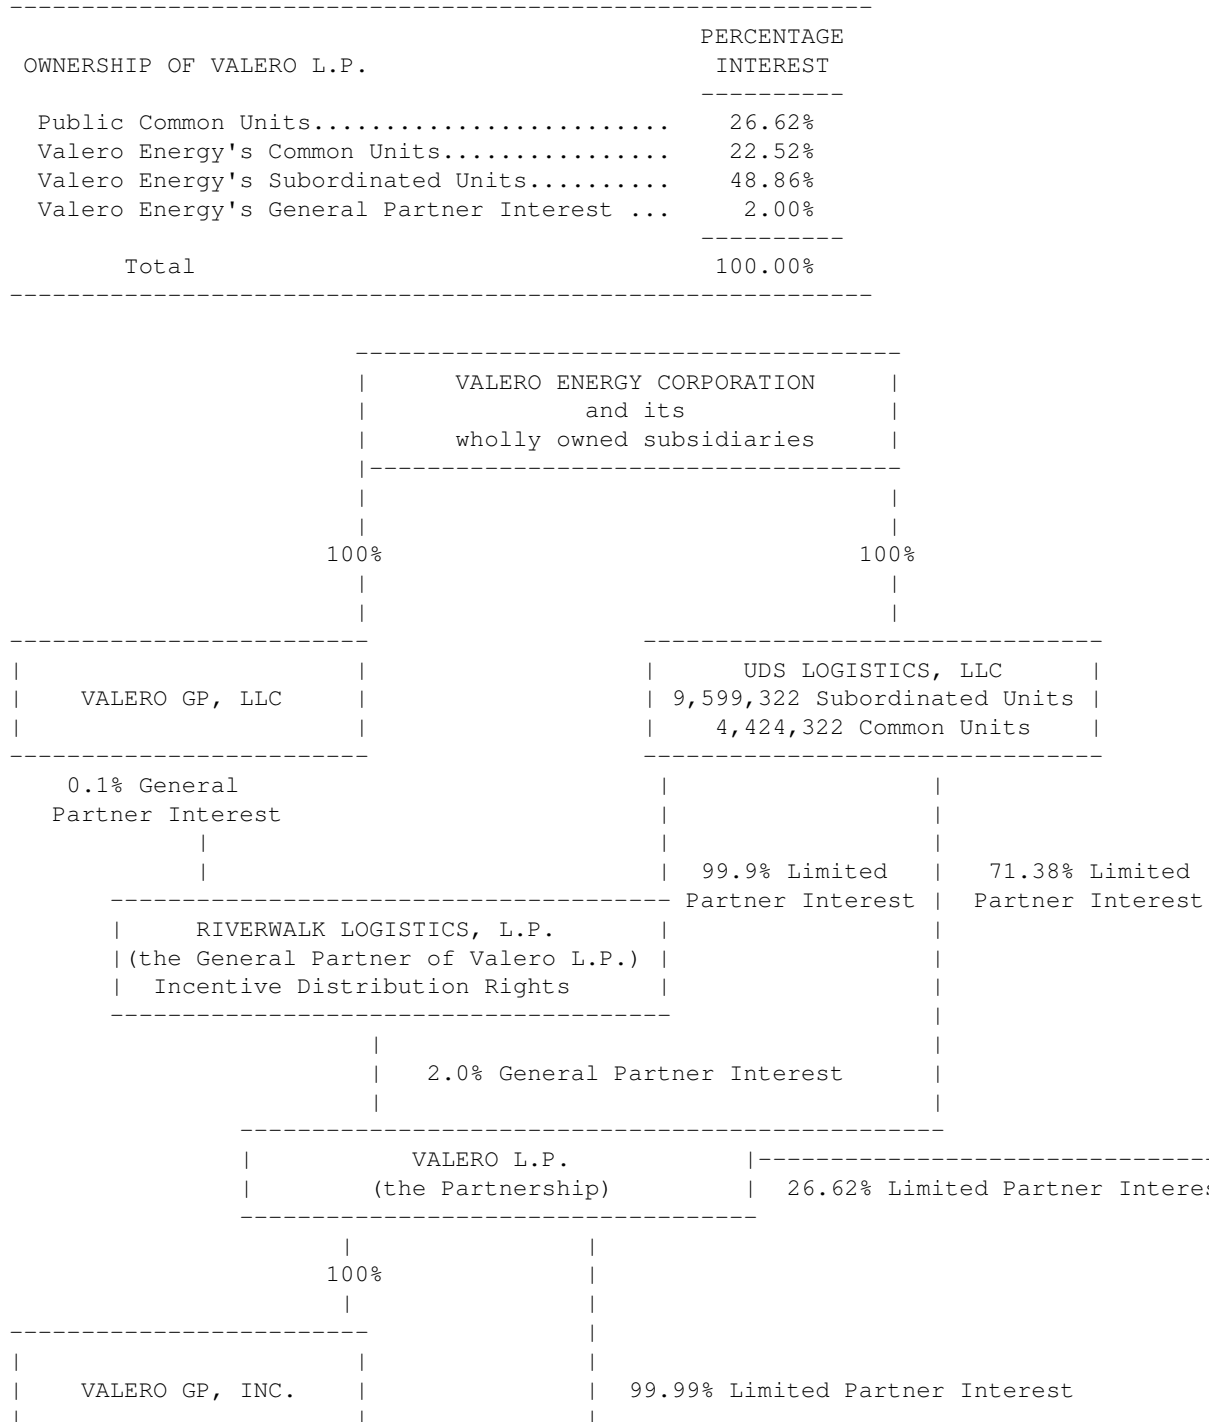 ------------------------------------------------------------
PERCENTAGE
OWNERSHIP OF VALERO L.P. INTEREST
----------
Public Common Units......................... 26.62%
Valero Energy's Common Units................ 22.52%
Valero Energy's Subordinated Units.......... 48.86%
Valero Energy's General Partner Interest ... 2.00%
----------
Total 100.00%
------------------------------------------------------------
VALERO ENERGY CORPORATION
and its
wholly owned subsidiaries
100% 100%
UDS LOGISTICS, LLC
VALERO GP, LLC 9,599,322 Subordinated Units
4,424,322 Common Units
0.1% General
Partner Interest
99.9% Limited 71.38% Limited
Partner Interest Partner Interest
RIVERWALK LOGISTICS, L.P.
(the General Partner of Valero L.P.)
Incentive Distribution Rights
2.0% General Partner Interest
VALERO L.P.
(the Partnership) 26.62% Limited Partner Interes
100%
VALERO GP, INC. 99.99% Limited Partner Interest